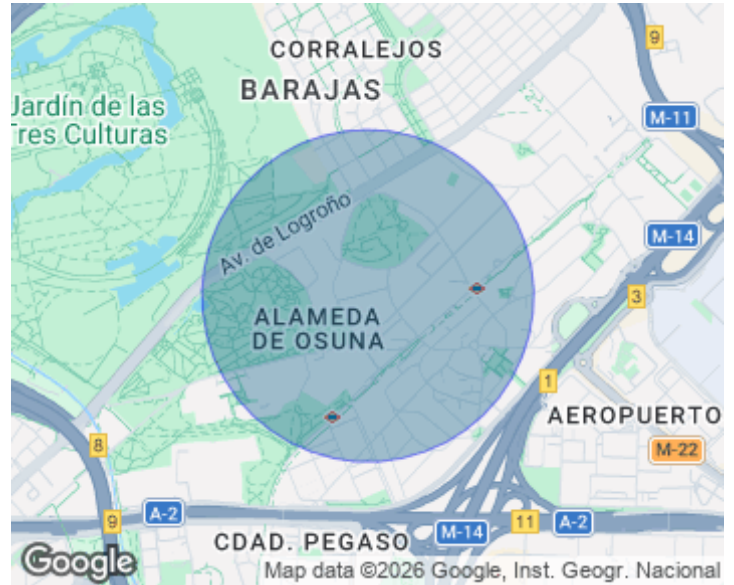 CORRALEJOS
9
BARAJAS
Jardín de las
Tres Culturas
M-11
Av. de Logroño
M-14
3
ALAMEDA
DE OSUNA
1
AEROPUERTO
8
M-22
9
A-2
11
A-2
M-14
CDAD. PEGASO
Google
Map data ©2026 Google, Inst. Geogr. Nacional